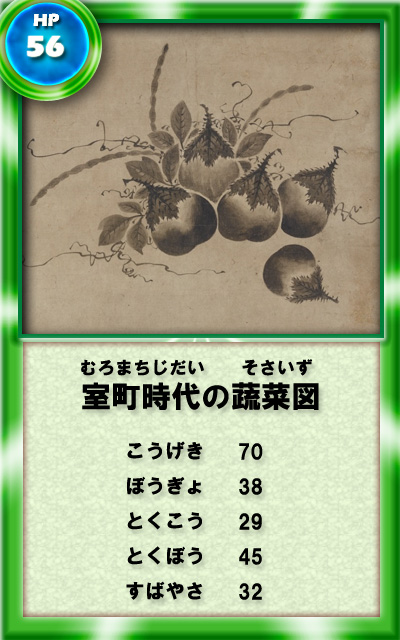 HP
56
むろまちじだい　そさいず
室町時代の蔬菜図
こうげき　70
ぼうぎょ　38
とくこう　29
とくぼう　45
すばやさ　32